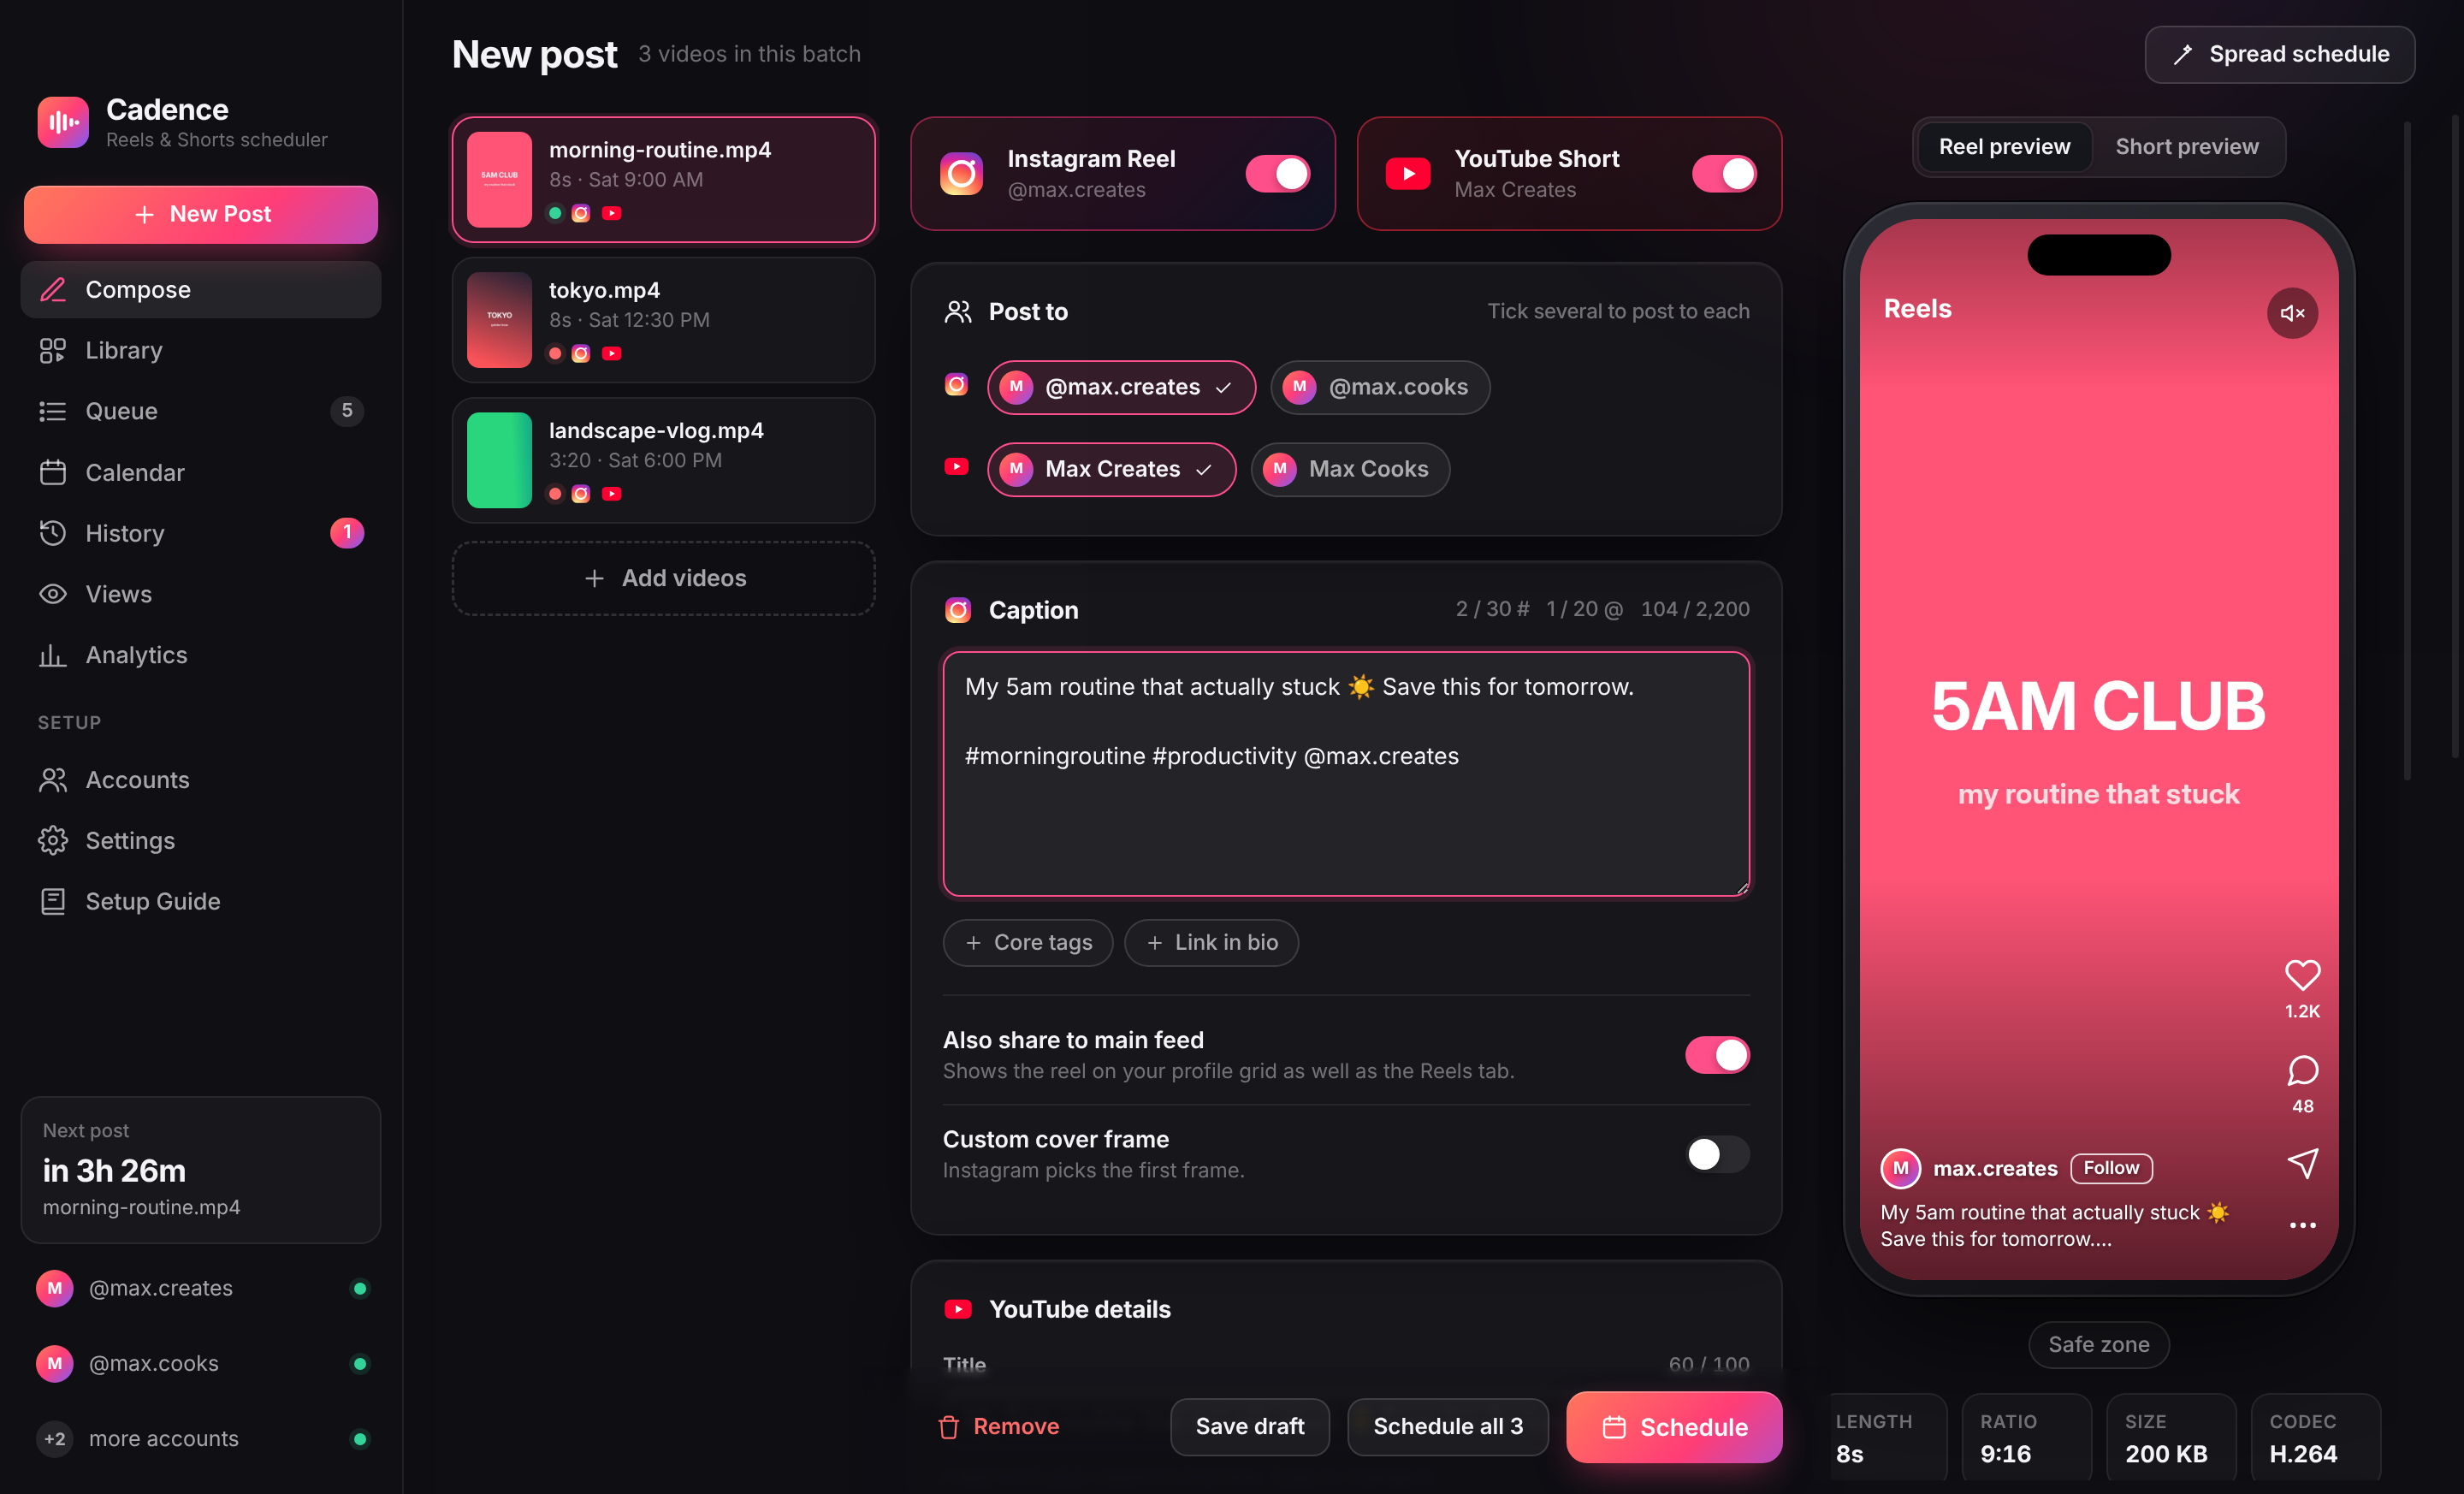 Cadence
Reels & Shorts scheduler
New Post
Compose
Library
Queue 5
Calendar
History 1
Views
Analytics
SETUP
Accounts
Settings
Setup Guide
Next post
in 3h 26m
morning-routine.mp4
M @max.creates
M @max.cooks
+2 more accounts
New post 3 videos in this batch
Spread schedule
5AM CLUB
morning-routine.mp4
8s · Sat 9:00 AM
TOKYO
tokyo.mp4
8s · Sat 12:30 PM
landscape-vlog.mp4
3:20 · Sat 6:00 PM
Add videos
Instagram Reel
@max.creates
YouTube Short
Max Creates
Post to Tick several to post to each
M @max.creates M @max.cooks
M Max Creates M Max Cooks
Caption 2 / 30 # 1 / 20 @ 104 / 2,200
My 5am routine that actually stuck ☀️ Save this for tomorrow.
#morningroutine #productivity @max.creates
Core tags Link in bio
Also share to main feed
Shows the reel on your profile grid as well as the Reels tab.
Custom cover frame
Instagram picks the first frame.
YouTube details
Title 60 / 100
Remove Save draft Schedule all 3 Schedule
Reel preview Short preview
Reels
5AM CLUB
my routine that stuck
1.2K
48
M max.creates Follow
My 5am routine that actually stuck ☀️
Save this for tomorrow....
Safe zone
LENGTH RATIO SIZE CODEC
8s 9:16 200 KB H.264